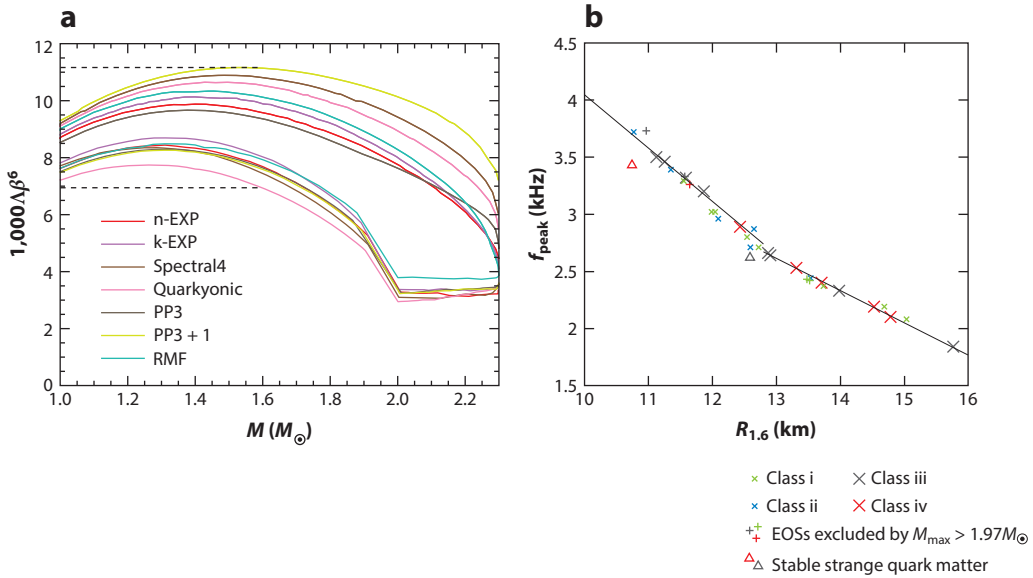 a
12
10
8
6
4
2
0
1,000Λβ⁶
n-EXP
k-EXP
Spectral4
Quarkyonic
PP3
PP3 + 1
RMF
1.0
1.2
1.4
1.6
1.8
2.0
2.2
M (M⊙)
b
4.5
4
3.5
3
2.5
2
1.5
f_peak (kHz)
10
11
12
13
14
15
16
R_1.6 (km)
Class i
Class iii
Class ii
Class iv
EOSs excluded by M_max > 1.97M⊙
Stable strange quark matter